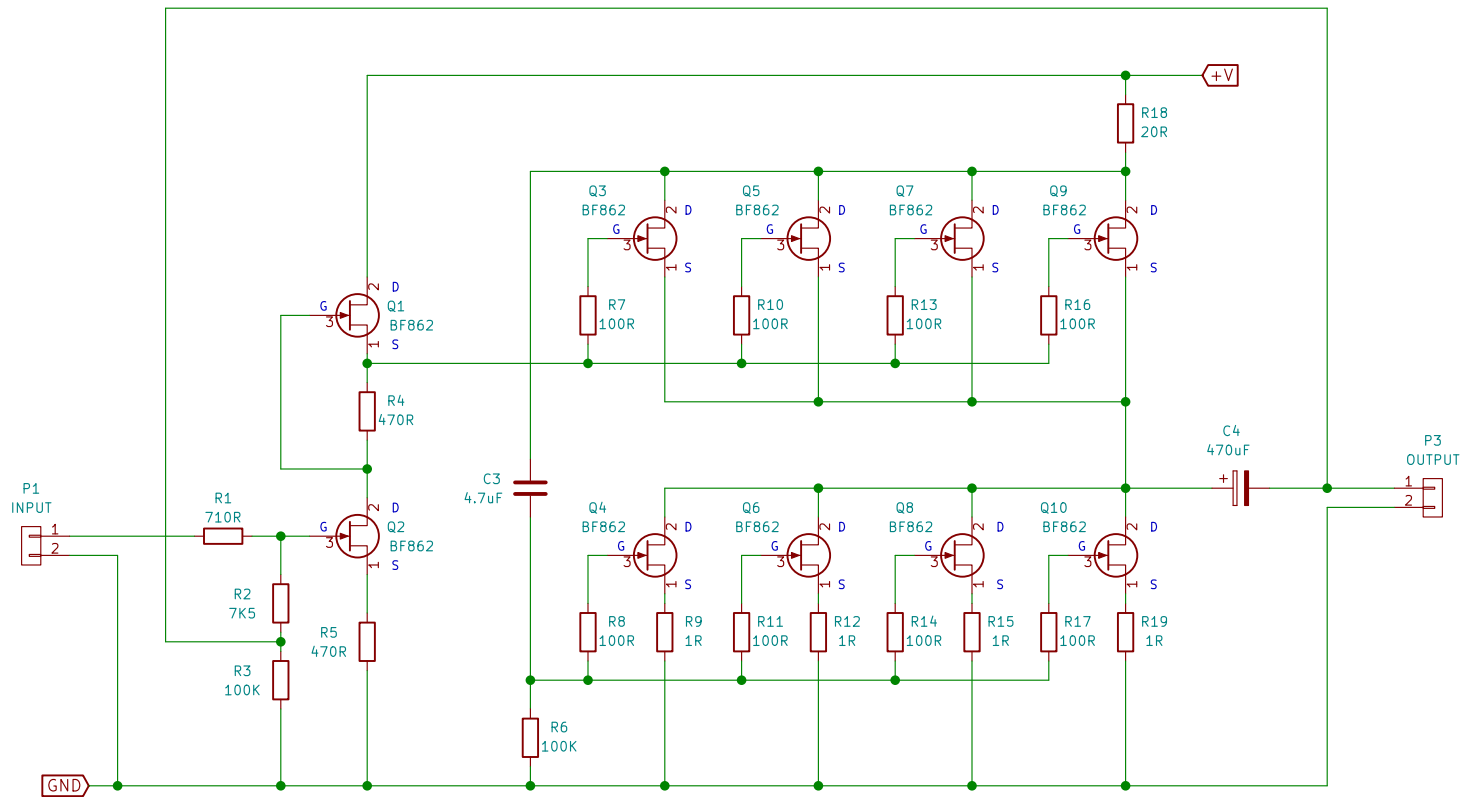 +V
R18
20R
Q3
BF862
2 D
G
3
1 S
Q5
BF862
2 D
G
3
1 S
Q7
BF862
2 D
G
3
1 S
Q9
BF862
2 D
G
3
1 S
2 D
G
3
Q1
BF862
1 S
R7
100R
R10
100R
R13
100R
R16
100R
R4
470R
C4
470uF
+
P3
OUTPUT
1
2
C3
4.7uF
P1
INPUT
1
2
R1
710R
2 D
G
3
Q2
BF862
1 S
Q4
BF862
2 D
G
3
1 S
Q6
BF862
2 D
G
3
1 S
Q8
BF862
2 D
G
3
1 S
Q10
BF862
2 D
G
3
1 S
R2
7K5
R5
470R
R3
100K
R8
100R
R9
1R
R11
100R
R12
1R
R14
100R
R15
1R
R17
100R
R19
1R
R6
100K
GND